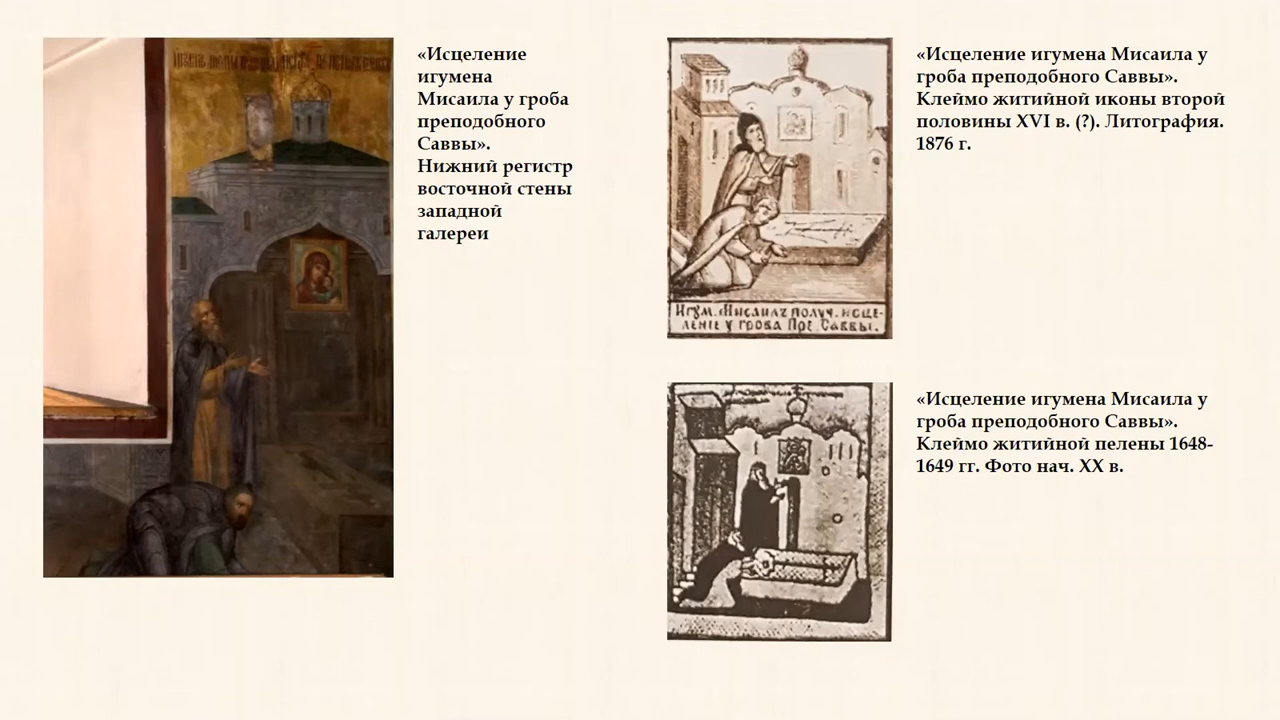 «Исцеление
игумена
Мисаила у гроба
преподобного
Саввы».
Нижний регистр
восточной стены
западной
галереи
«Исцеление игумена Мисаила у
гроба преподобного Саввы».
Клеймо житийной иконы второй
половины XVI в. (?). Литография.
1876 г.
Игум. Мисаилъ получ. исце-
ленїе у гроба Пре. Саввы.
«Исцеление игумена Мисаила у
гроба преподобного Саввы».
Клеймо житийной пелены 1648-
1649 гг. Фото нач. XX в.